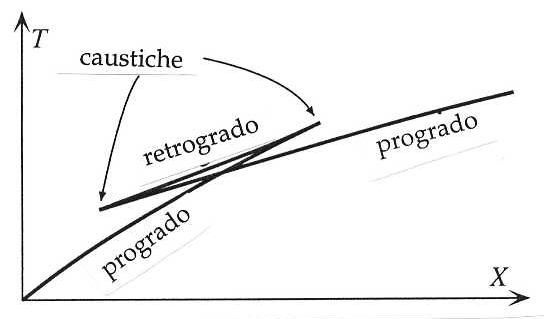 T
caustiche
retrogrado
progrado
progrado
X